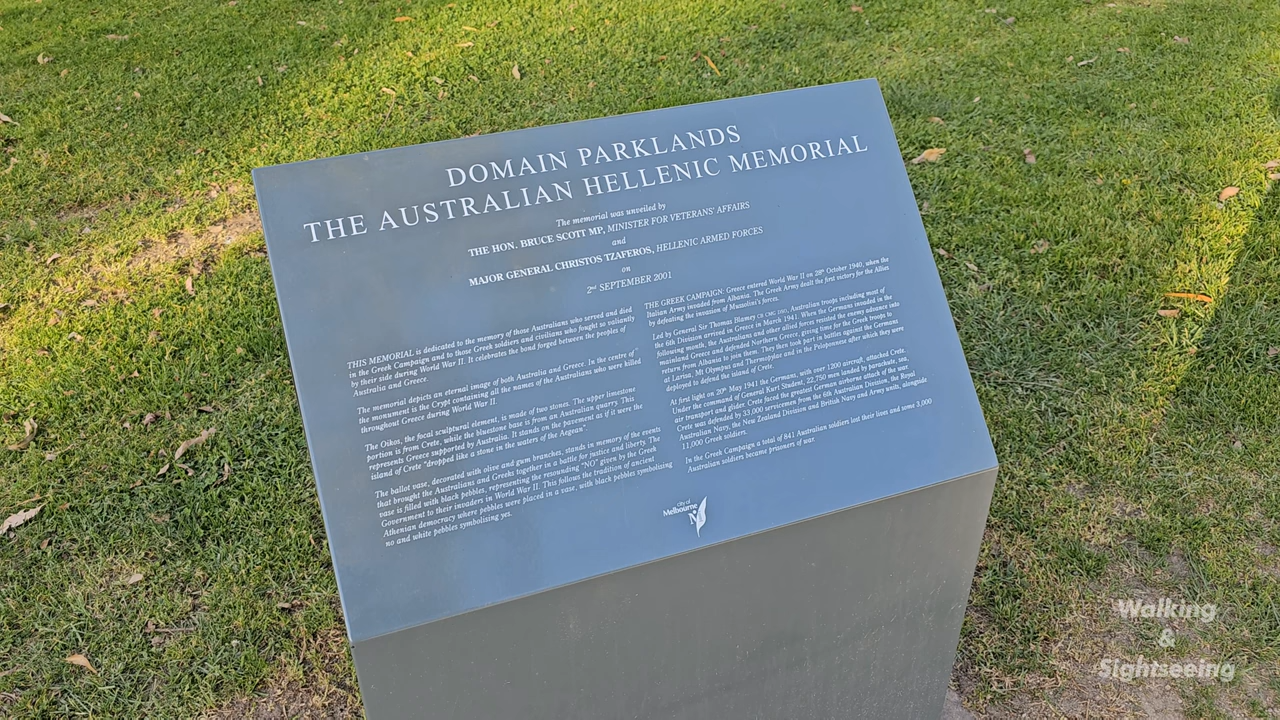 DOMAIN PARKLANDS
THE AUSTRALIAN HELLENIC MEMORIAL
The memorial was unveiled by
THE HON. BRUCE SCOTT MP, MINISTER FOR VETERANS' AFFAIRS
and
MAJOR GENERAL CHRISTOS TZAFEROS, HELLENIC ARMED FORCES
on
2nd SEPTEMBER 2001
THIS MEMORIAL is dedicated to the memory of those Australians who served and died
in the Greek Campaign and to those Greek soldiers and civilians who fought so valiantly
by their side during World War II. It celebrates the bond forged between the peoples of
Australia and Greece.
The memorial depicts an eternal image of both Australia and Greece. In the centre of
the monument is the Crypt containing all the names of the Australians who were killed
throughout Greece during World War II.
The Oikos, the focal sculptural element, is made of two stones. The upper limestone
portion is from Crete, while the bluestone base is from an Australian quarry. This
represents Greece supported by Australia. It stands on the pavement as if it were the
island of Crete "dropped like a stone in the waters of the Aegean"
The ballot vase, decorated with olive and gum branches, stands in memory of the events
that brought the Australians and Greeks together in a battle for justice and liberty. The
vase is filled with black pebbles, representing the resounding "NO" given by the Greek
Government to their invaders in World War II. This follows the tradition of ancient
Athenian democracy where pebbles were placed in a vase, with black pebbles symbolising
no and white pebbles symbolising yes.
THE GREEK CAMPAIGN: Greece entered World War II on 28th October 1940, when the
Italian Army invaded from Albania. The Greek Army dealt the first victory for the Allies
by defeating the invasion of Mussolini's forces.
Led by General Sir Thomas Blamey CB CMG DSO, Australian troops including most of
the 6th Division arrived in Greece in March 1941. When the Germans invaded in the
following month, the Australians and other allied forces resisted the enemy advance into
mainland Greece and defended Northern Greece, giving time for the Greek troops to
return from Albania to join them. They then took part in battles against the Germans
at Larisa, Mt Olympus and Thermopylae and in the Peloponnese after which they were
deployed to defend the island of Crete.
At first light on 20th May 1941 the Germans, with over 1200 aircraft, attacked Crete.
Under the command of General Kurt Student, 22,750 men landed by parachute, sea,
air transport and glider. Crete faced the greatest German airborne attack of the war.
Crete was defended by 33,000 servicemen from the 6th Australian Division, the Royal
Australian Navy, the New Zealand Division and British Navy and Army units, alongside
11,000 Greek soldiers.
In the Greek Campaign a total of 841 Australian soldiers lost their lives and some 3,000
Australian soldiers became prisoners of war.
City of
Melbourne
Walking
&
Sightseeing